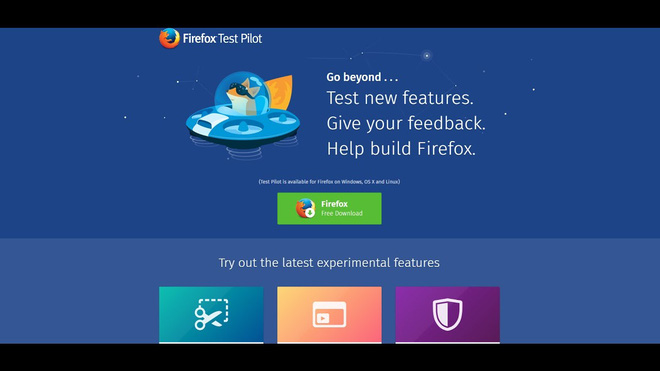 Firefox Test Pilot
Go beyond . . .
Test new features.
Give your feedback.
Help build Firefox.
(Test Pilot is available for Firefox on Windows, OS X and Linux)
Firefox
Free Download
Try out the latest experimental features